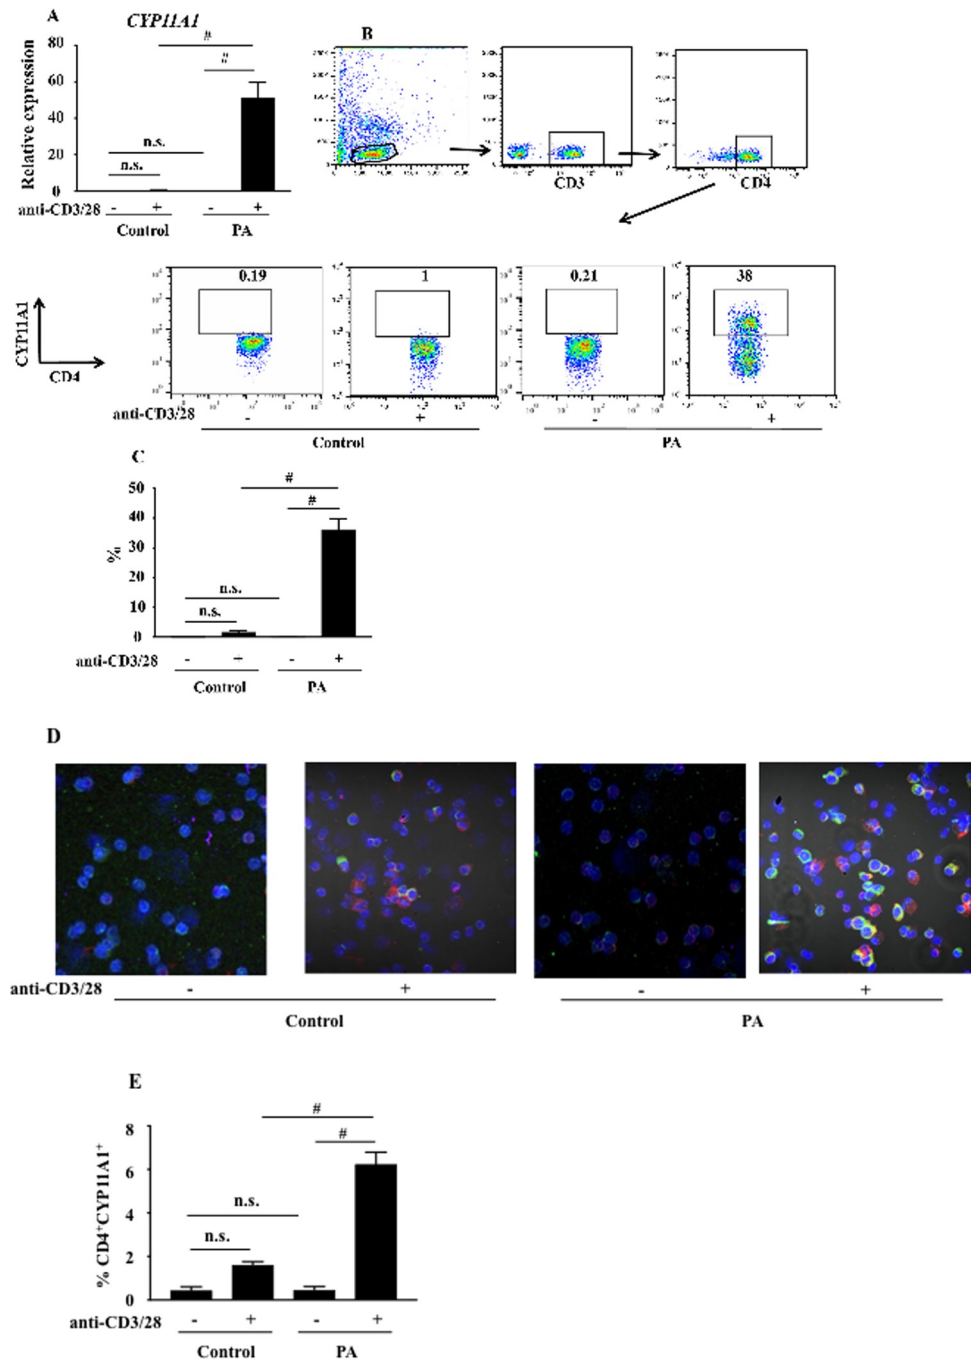 A
CYP11A1
#
#
n.s.
n.s.
Relative expression
80
60
40
20
0
anti-CD3/28 - + - +
Control PA
B
CD3
CD4
0.19 1 0.21 38
CYP11A1
CD4
anti-CD3/28 - + - +
Control PA
C
#
#
n.s.
n.s.
%
50
40
30
20
10
0
anti-CD3/28 - + - +
Control PA
D
anti-CD3/28 - + - +
Control PA
E
#
#
n.s.
n.s.
% CD4⁺CYP11A1⁺
8
6
4
2
0
anti-CD3/28 - + - +
Control PA